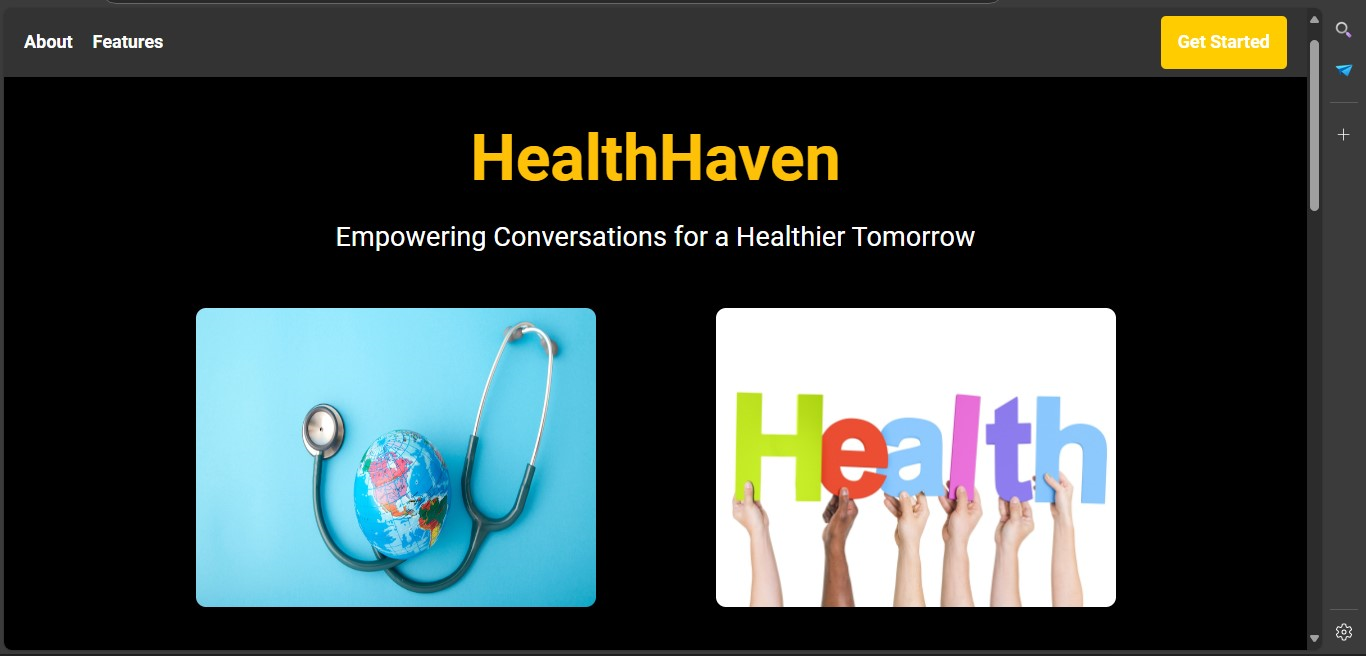 About Features
Get Started
HealthHaven
Empowering Conversations for a Healthier Tomorrow
Health